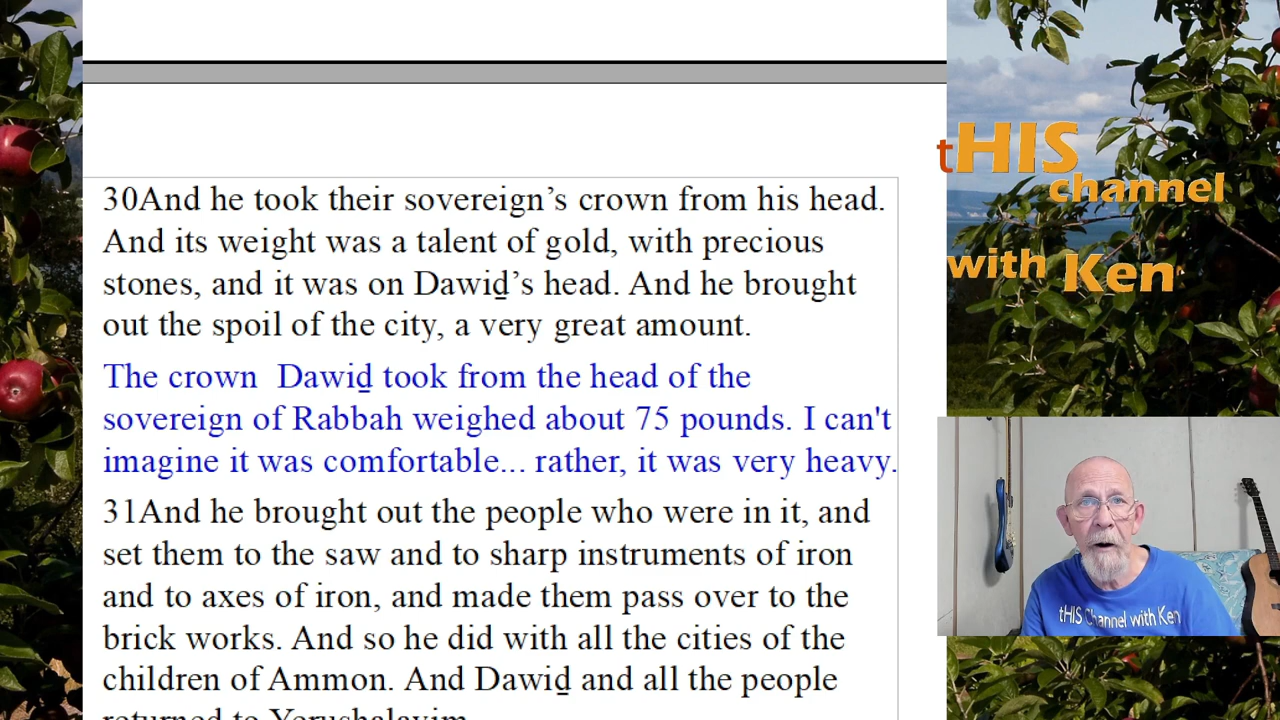 30And he took their sovereign’s crown from his head.
And its weight was a talent of gold, with precious
stones, and it was on Dawiḏ’s head. And he brought
out the spoil of the city, a very great amount.
The crown  Dawiḏ took from the head of the
sovereign of Rabbah weighed about 75 pounds. I can't
imagine it was comfortable... rather, it was very heavy.
31And he brought out the people who were in it, and
set them to the saw and to sharp instruments of iron
and to axes of iron, and made them pass over to the
brick works. And so he did with all the cities of the
children of Ammon. And Dawiḏ and all the people
returned to Yerushalayim.
tHIS
channel
with Ken
tHIS Channel with Ken